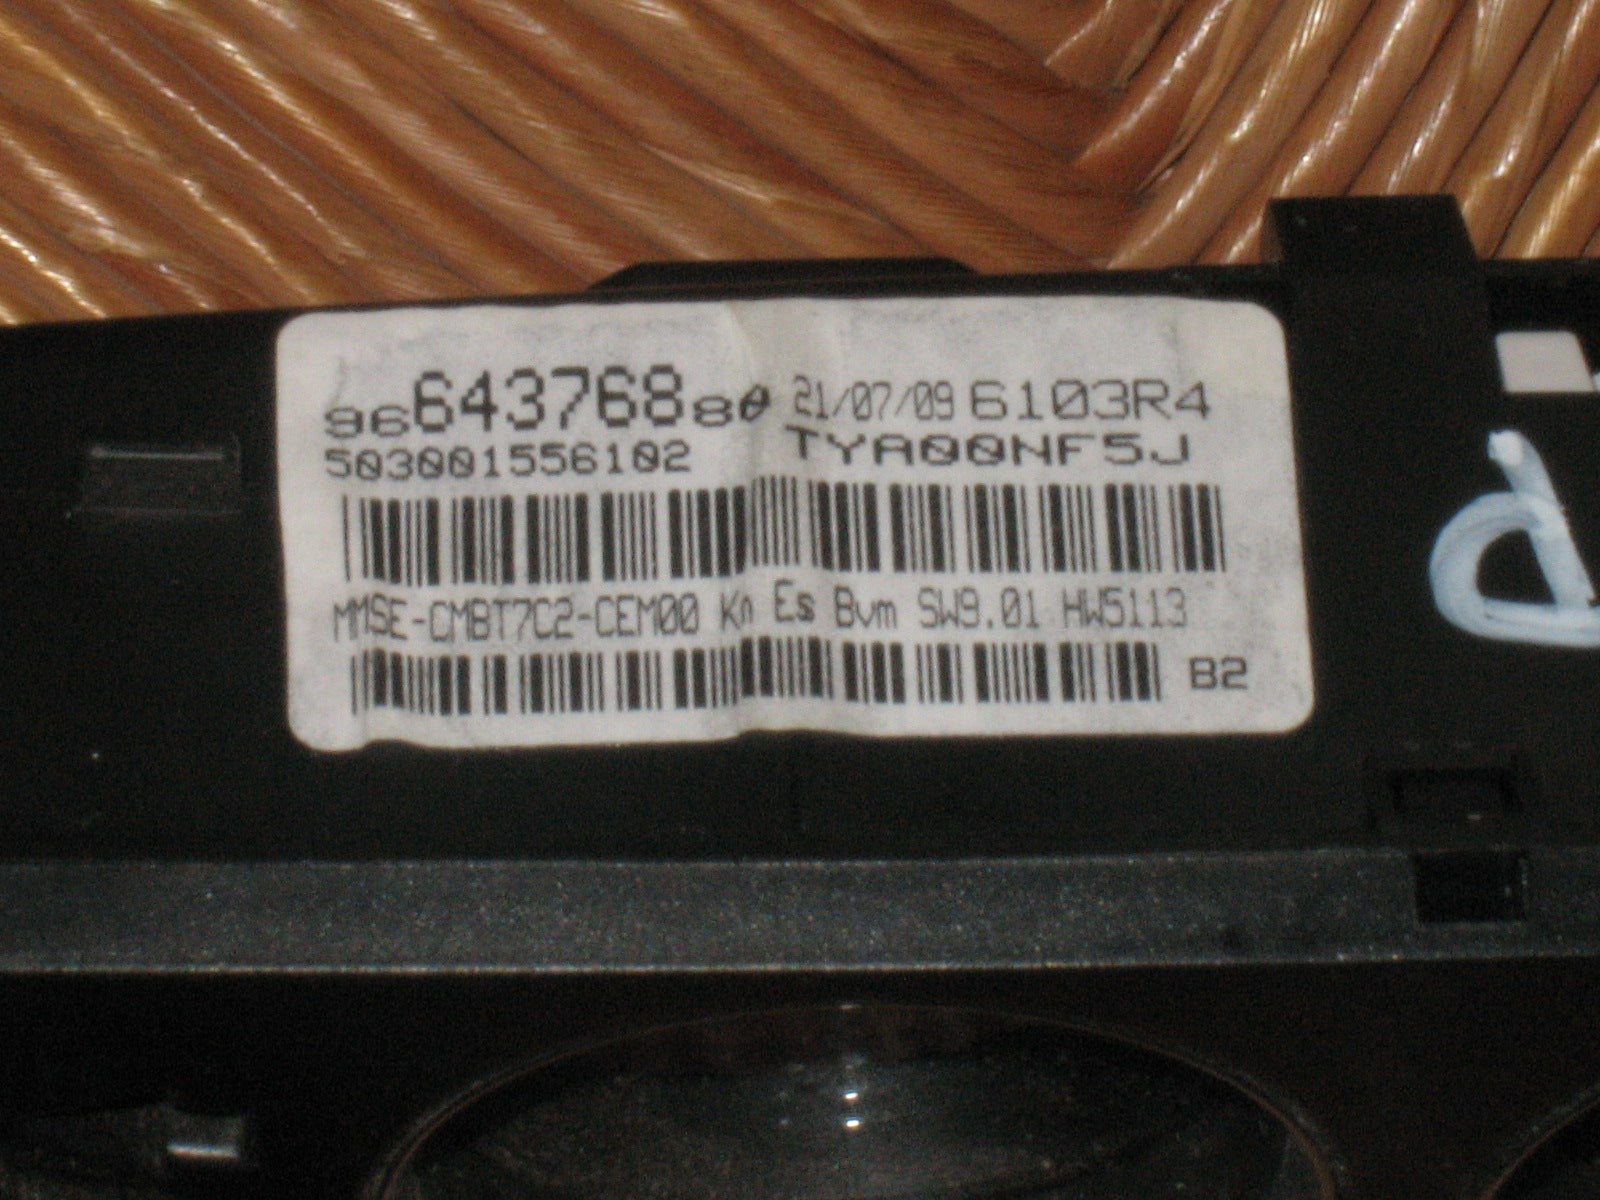 9664376880 21/07/09 6103R4
503001556102 TYA00NF5J
MMSE-CMBT7C2-CEM00 Kn Es Bvm SW9.01 HW5113
B2